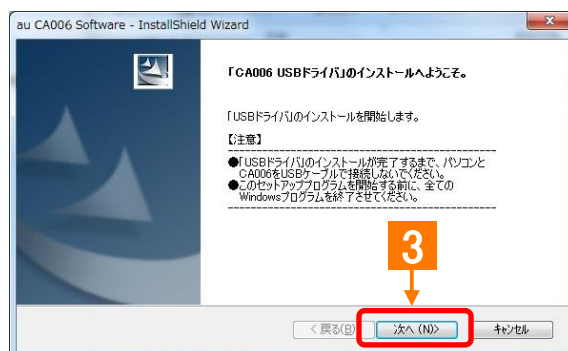 au CA006 Software - InstallShield Wizard
「CA006 USBドライバ」のインストールへようこそ。
「USBドライバ」のインストールを開始します。
【注意】
●「USBドライバ」のインストールが完了するまで、パソコンと
CA006をUSBケーブルで接続しないでください。
●このセットアッププログラムを開始する前に、全ての
Windowsプログラムを終了させてください。
3
< 戻る(B)
次へ (N)>
キャンセル